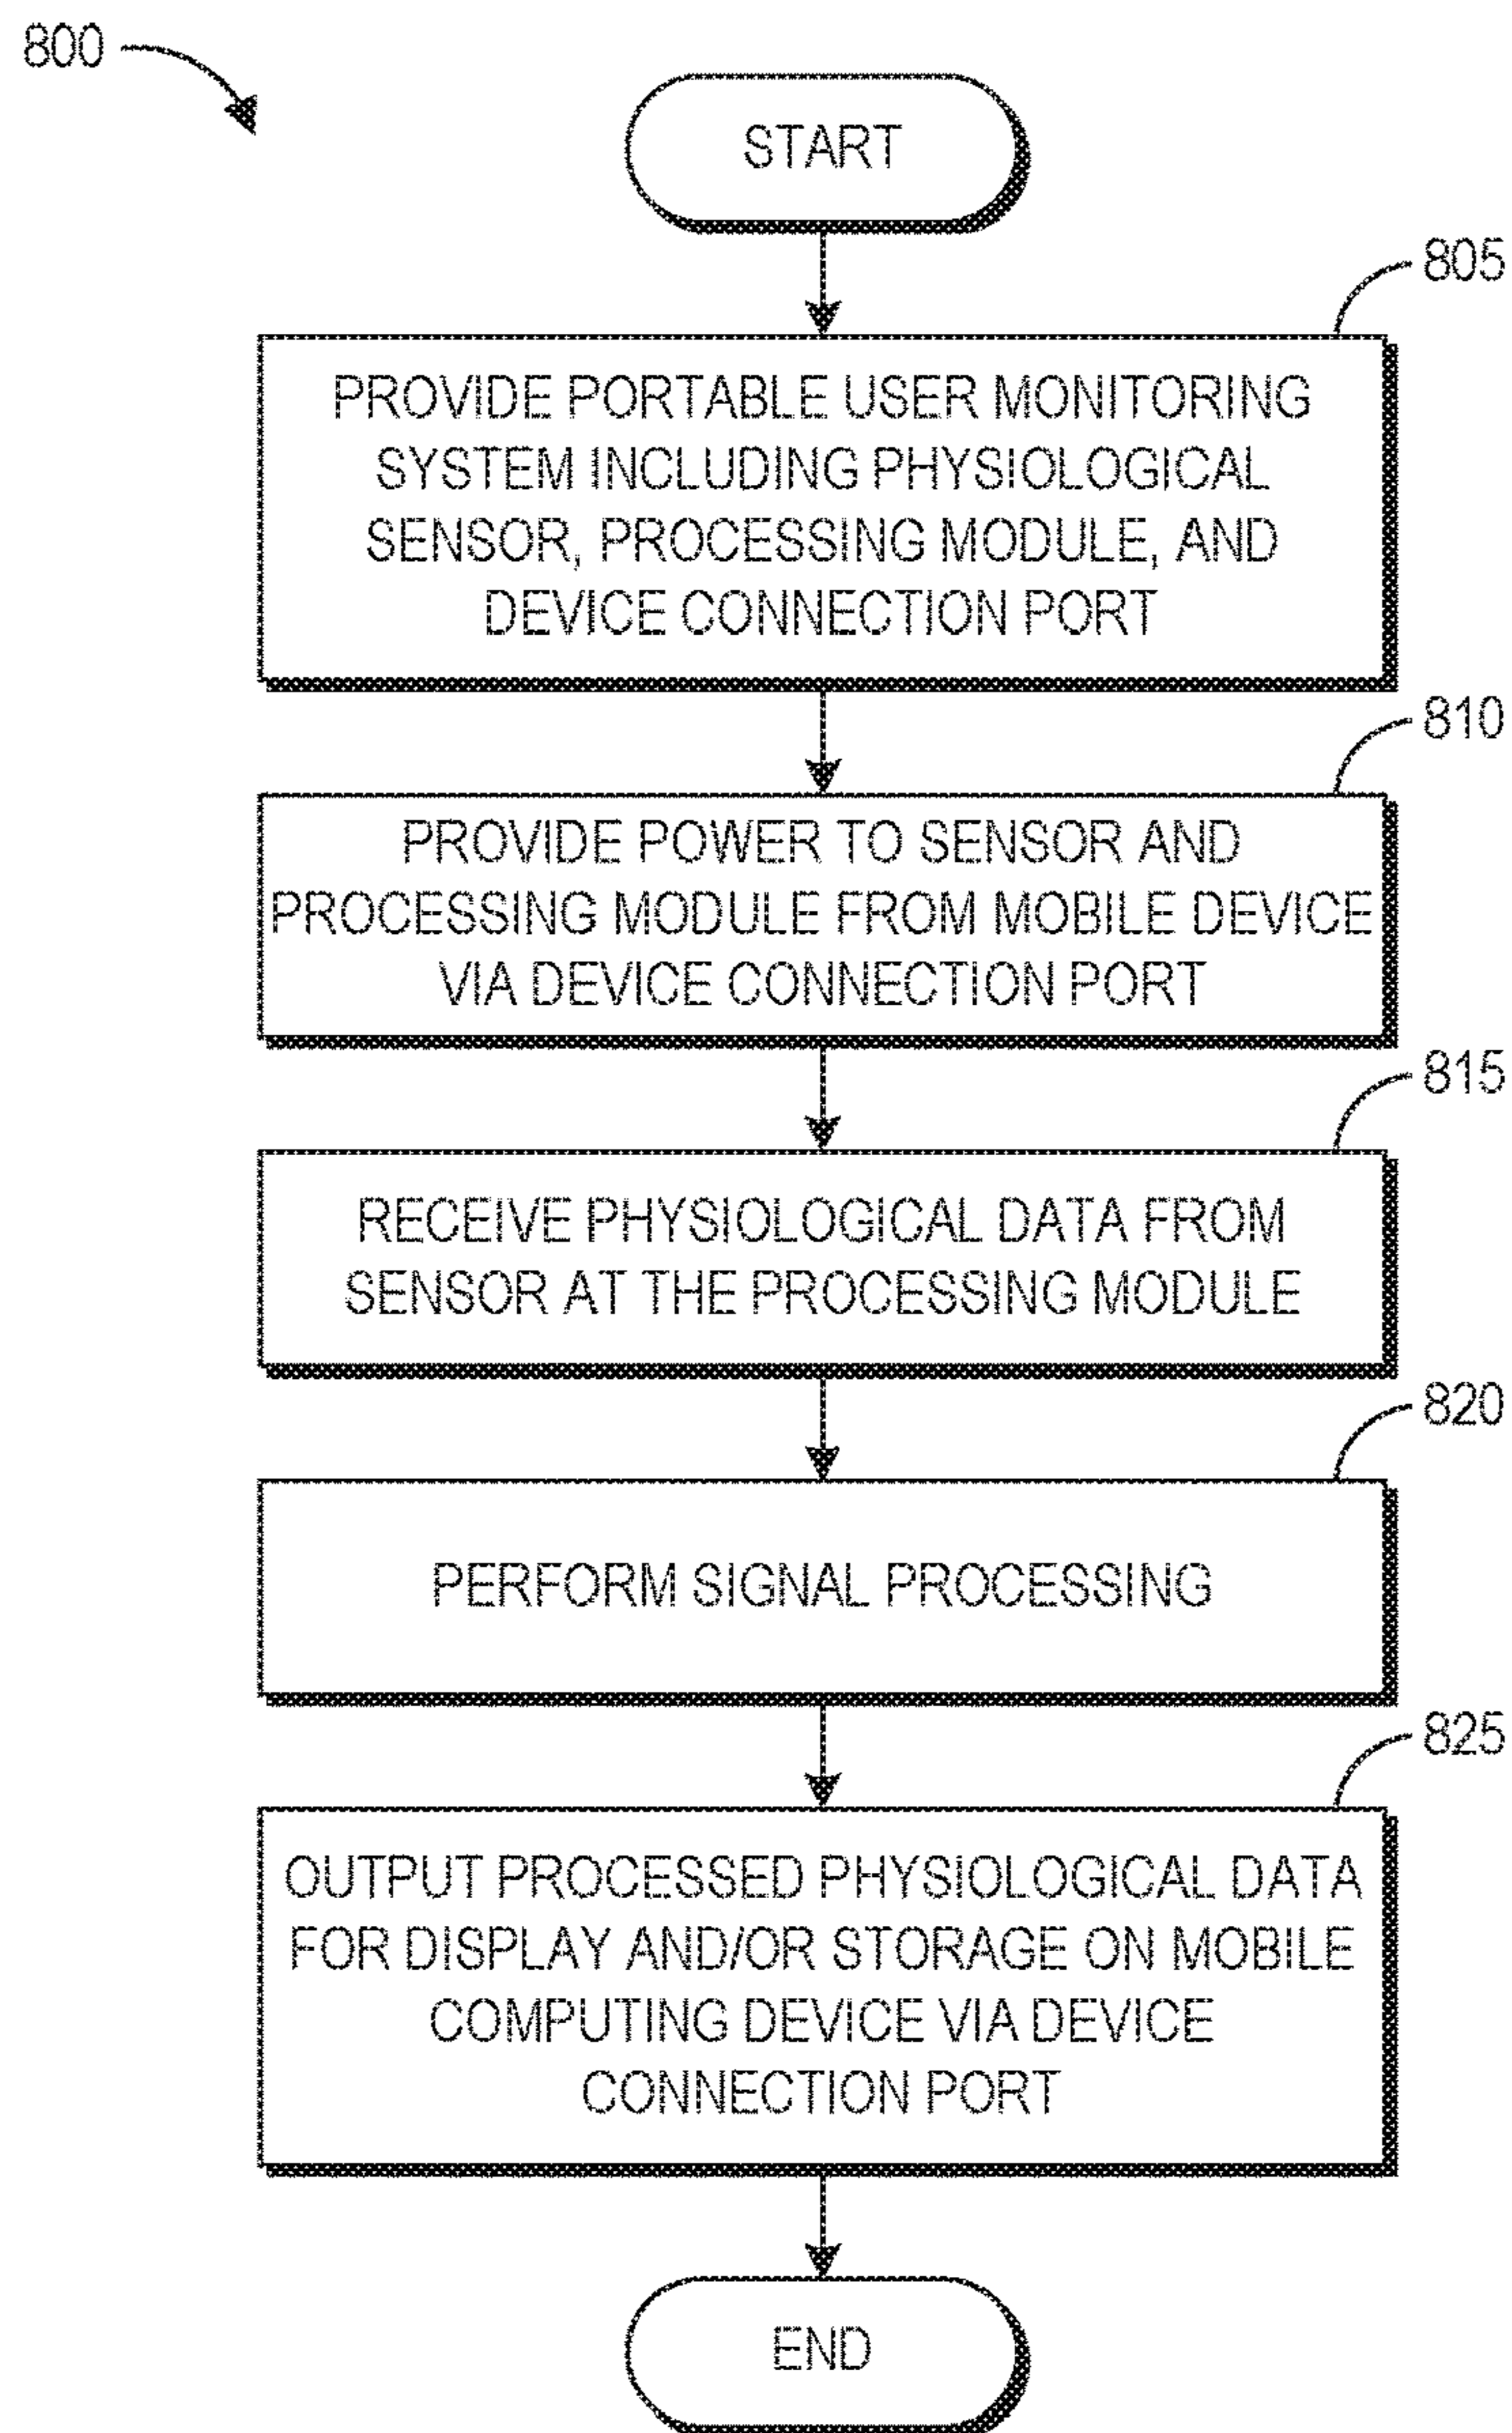 800
START
805
PROVIDE PORTABLE USER MONITORING
SYSTEM INCLUDING PHYSIOLOGICAL
SENSOR, PROCESSING MODULE, AND
DEVICE CONNECTION PORT
810
PROVIDE POWER TO SENSOR AND
PROCESSING MODULE FROM MOBILE DEVICE
VIA DEVICE CONNECTION PORT
815
RECEIVE PHYSIOLOGICAL DATA FROM
SENSOR AT THE PROCESSING MODULE
820
PERFORM SIGNAL PROCESSING
825
OUTPUT PROCESSED PHYSIOLOGICAL DATA
FOR DISPLAY AND/OR STORAGE ON MOBILE
COMPUTING DEVICE VIA DEVICE
CONNECTION PORT
END